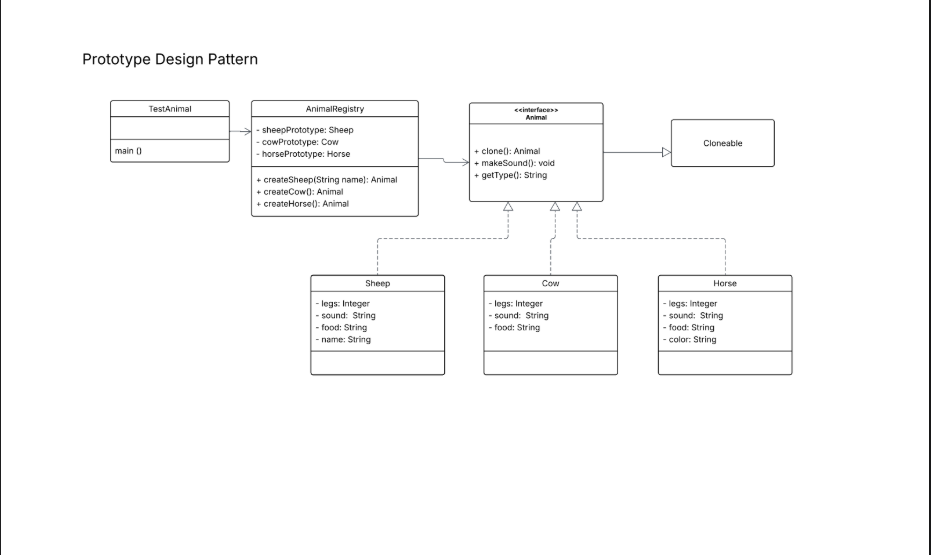 Prototype Design Pattern
TestAnimal
main ()
AnimalRegistry
- sheepPrototype: Sheep
- cowPrototype: Cow
- horsePrototype: Horse
+ createSheep(String name): Animal
+ createCow(): Animal
+ createHorse(): Animal
<<interface>>
Animal
+ clone(): Animal
+ makeSound(): void
+ getType(): String
Cloneable
Sheep
- legs: Integer
- sound:  String
- food: String
- name: String
Cow
- legs: Integer
- sound:  String
- food: String
Horse
- legs: Integer
- sound:  String
- food: String
- color: String